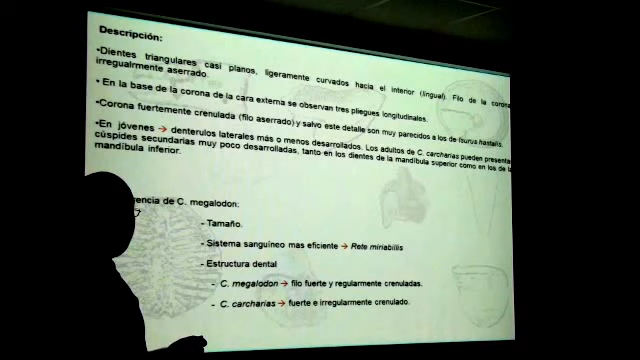 Descripción:
•Dientes triangulares casi planos, ligeramente curvados hacia el interior (lingual). Filo de la corona
irregualrmente aserrado.
• En la base de la corona de la cara externa se observan tres pliegues longitudinales.
•Corona fuertemente crenulada (filo aserrado) y salvo este detalle son muy parecidos a los de Isurus hastalis.
•En jóvenes → denterulos laterales más o menos desarrollados. Los adultos de C. carcharias pueden presentar
cúspides secundarias muy poco desarrolladas, tanto en los dientes de la mandíbula superior como en los de la
mandíbula inferior.
rencia de C. megalodon:
- Tamaño.
- Sistema sanguíneo mas eficiente → Rete miriabilis
- Estructura dental
- C. megalodon → filo fuerte y regularmente crenuladas.
- C. carcharias → fuerte e irregularmente crenulado.